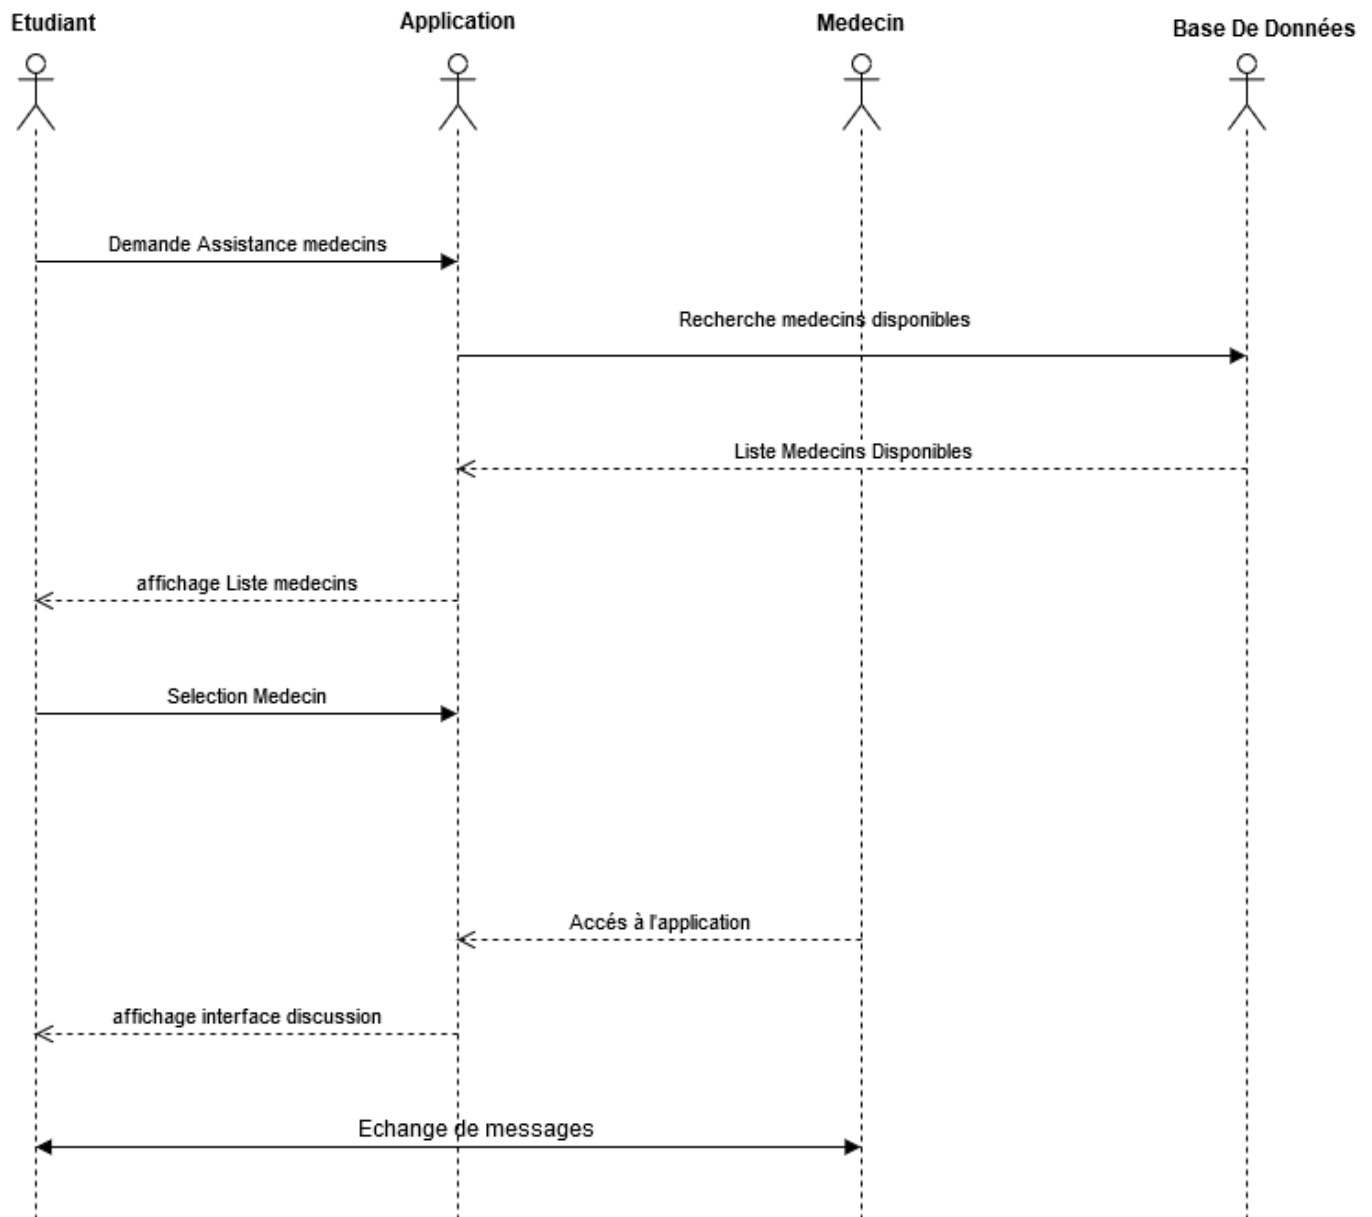 Etudiant
Application
Medecin
Base De Données
Demande Assistance medecins
Recherche medecins disponibles
Liste Medecins Disponibles
affichage Liste medecins
Selection Medecin
Accés à l'application
affichage interface discussion
Echange de messages